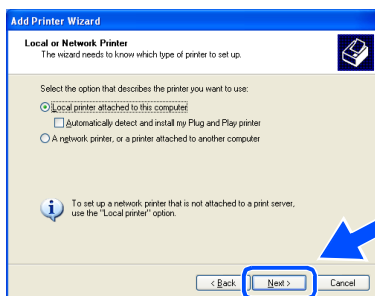 Add Printer Wizard
Local or Network Printer
The wizard needs to know which type of printer to set up.
Select the option that describes the printer you want to use:
Local printer attached to this computer
Automatically detect and install my Plug and Play printer
A network printer, or a printer attached to another computer
To set up a network printer that is not attached to a print server,
use the "Local printer" option.
< Back Next > Cancel